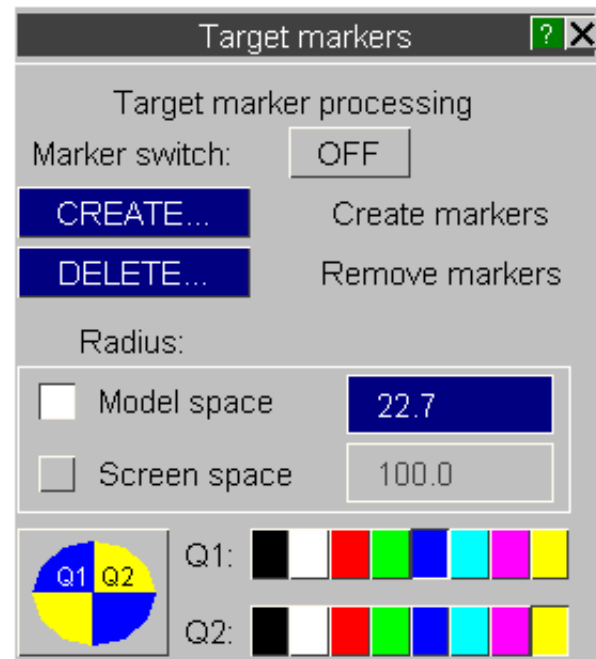 Target markers ? X
Target marker processing
Marker switch: OFF
CREATE... Create markers
DELETE... Remove markers
Radius:
Model space 22.7
Screen space 100.0
Q1 Q2 Q1:
Q2: